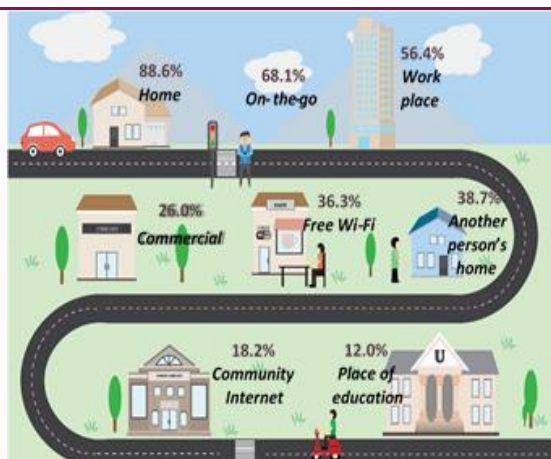 88.6%
Home
68.1%
On-the-go
56.4%
Work
place
26.0%
Commercial
36.3%
Free Wi-Fi
38.7%
Another
person's
home
18.2%
Community
Internet
12.0%
Place of
education
U